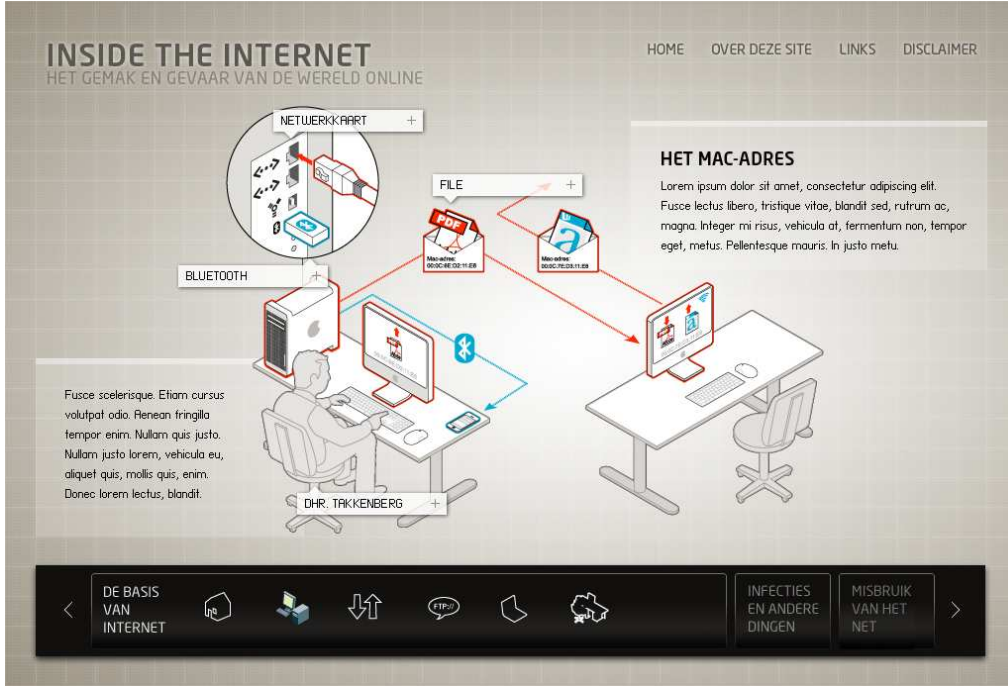 INSIDE THE INTERNET
HET GEMAK EN GEVAAR VAN DE WERELD ONLINE
HOME OVER DEZE SITE LINKS DISCLAIMER
NETWERKKAART +
FILE +
BLUETOOTH +
PDF
Mac-adres:
Mac-adres:
HET MAC-ADRES
Lorem ipsum dolor sit amet, consectetur adipiscing elit.
Fusce lectus libero, tristique vitae, blandit sed, rutrum ac,
magna. Integer mi risus, vehicula at, fermentum non, tempor
eget, metus. Pellentesque mauris. In justo metu.
Fusce scelerisque. Etiam cursus
volutpat odio. Aenean fringilla
tempor enim. Nullam quis justo.
Nullam justo lorem, vehicula eu,
aliquet quis, mollis quis, enim.
Donec lorem lectus, blandit.
DHR. TAKKENBERG +
DE BASIS
VAN
INTERNET
FTP://
INFECTIES
EN ANDERE
DINGEN
MISBRUIK
VAN HET
NET